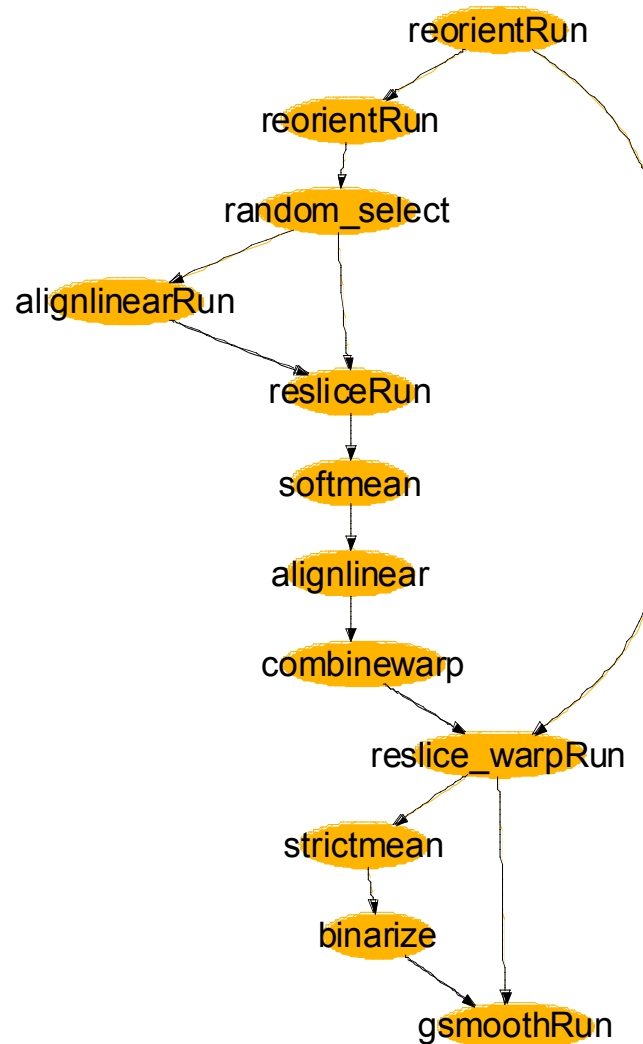 reorientRun
reorientRun
random_select
alignlinearRun
resliceRun
softmean
alignlinear
combinewarp
reslice_warpRun
strictmean
binarize
gsmoothRun